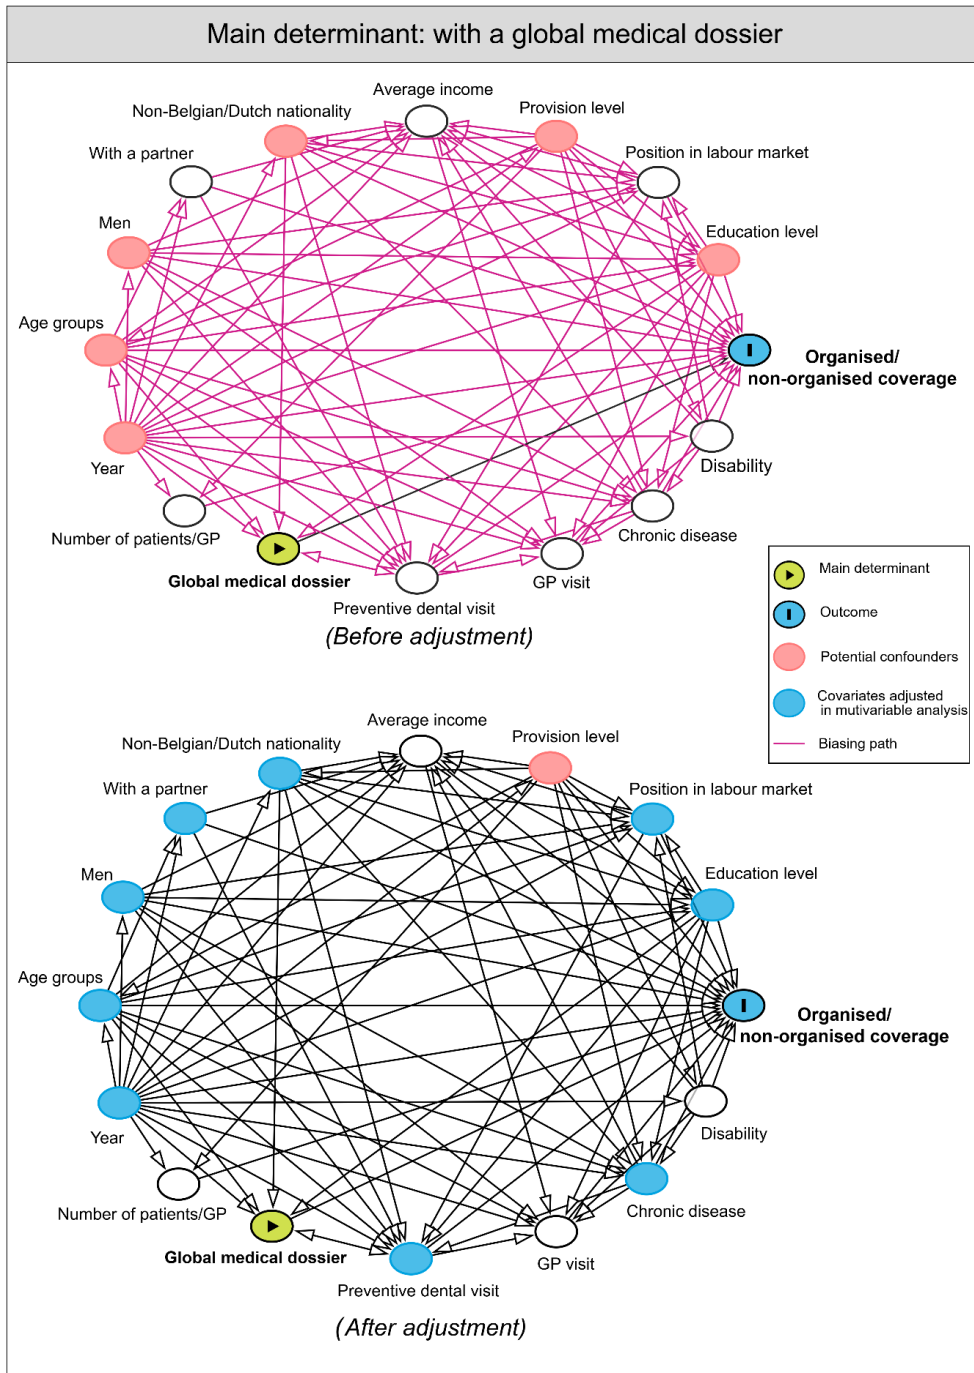 Main determinant: with a global medical dossier
Average income
Non-Belgian/Dutch nationality
Provision level
With a partner
Position in labour market
Men
Education level
Age groups
Organised/
non-organised coverage
Year
Disability
Number of patients/GP
Chronic disease
Global medical dossier
GP visit
Preventive dental visit
(Before adjustment)
Main determinant
Outcome
Potential confounders
Covariates adjusted
in mutivariable analysis
Biasing path
Average income
Non-Belgian/Dutch nationality
Provision level
With a partner
Position in labour market
Men
Education level
Age groups
Organised/
non-organised coverage
Year
Disability
Number of patients/GP
Chronic disease
Global medical dossier
GP visit
Preventive dental visit
(After adjustment)